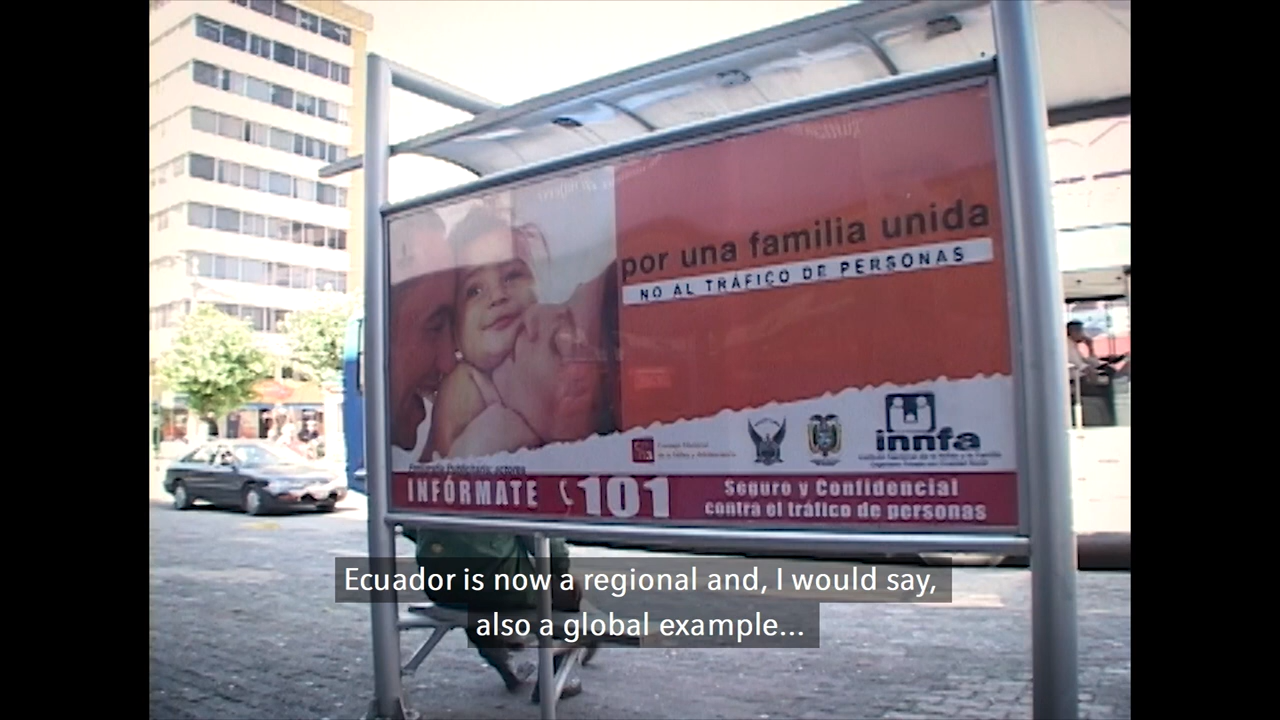 por una familia unida
NO AL TRÁFICO DE PERSONAS
innfa
INFÓRMATE 101
Seguro y Confidencial
contra el tráfico de personas
Ecuador is now a regional and, I would say,
also a global example...